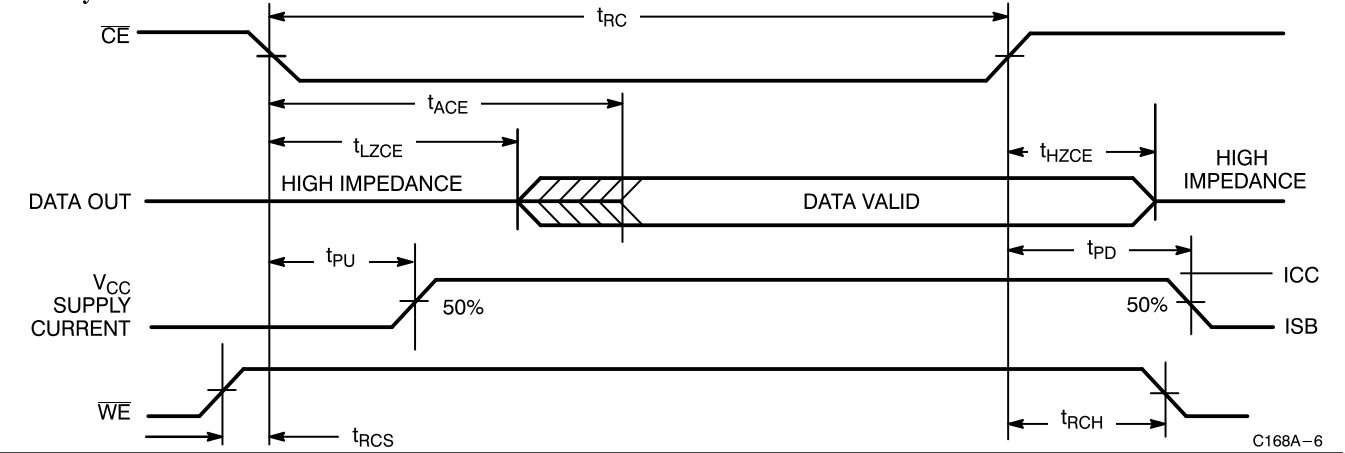 tRC
CE
tACE
tLZCE
tHZCE
HIGH IMPEDANCE
HIGH
IMPEDANCE
DATA OUT
DATA VALID
tPU
tPD
VCC
SUPPLY
CURRENT
50%
50%
ICC
ISB
WE
tRCS
tRCH
C168A–6